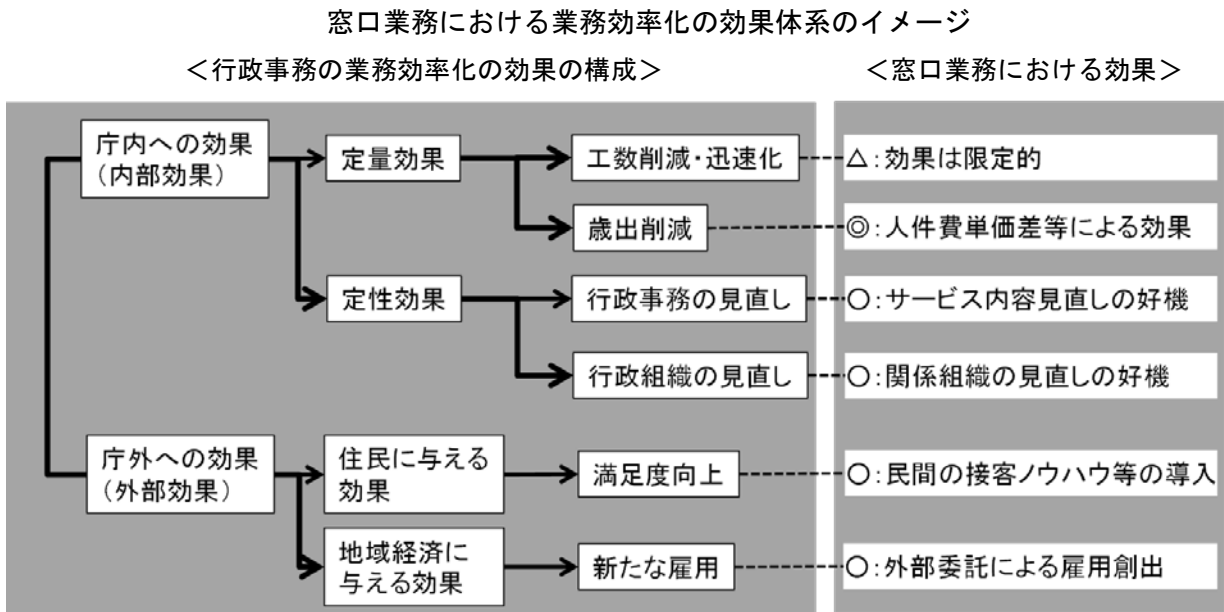 窓口業務における業務効率化の効果体系のイメージ
＜行政事務の業務効率化の効果の構成＞
＜窓口業務における効果＞
庁内への効果
（内部効果）
定量効果
工数削減・迅速化
△：効果は限定的
歳出削減
◎：人件費単価差等による効果
定性効果
行政事務の見直し
○：サービス内容見直しの好機
行政組織の見直し
○：関係組織の見直しの好機
庁外への効果
（外部効果）
住民に与える
効果
満足度向上
○：民間の接客ノウハウ等の導入
地域経済に
与える効果
新たな雇用
○：外部委託による雇用創出